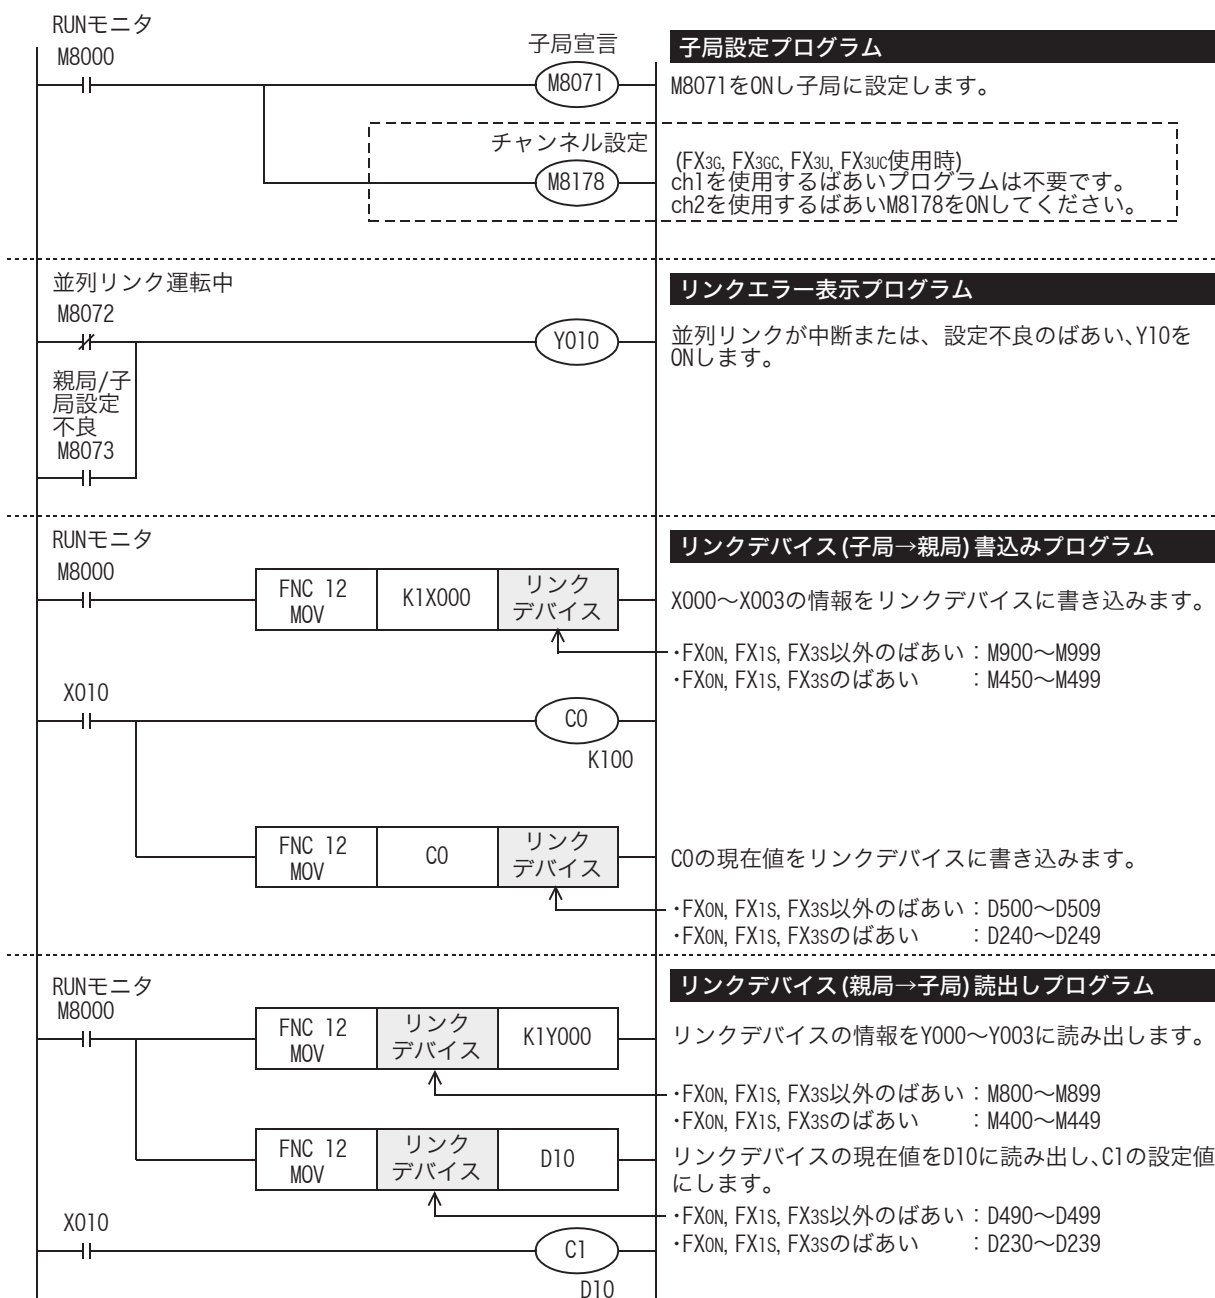 RUNモニタ
M8000
子局宣言
M8071
子局設定プログラム
M8071をONし子局に設定します。
チャンネル設定
M8178
(FX3G, FX3GC, FX3U, FX3UC使用時)
ch1を使用するばあいプログラムは不要です。
ch2を使用するばあいM8178をONしてください。
並列リンク運転中
M8072
Y010
親局/子
局設定
不良
M8073
リンクエラー表示プログラム
並列リンクが中断または、設定不良のばあい、Y10を
ONします。
RUNモニタ
M8000
FNC 12
MOV
K1X000
リンク
デバイス
リンクデバイス (子局→親局) 書込みプログラム
X000～X003の情報をリンクデバイスに書き込みます。
・FX0N, FX1S, FX3S以外のばあい：M900～M999
・FX0N, FX1S, FX3Sのばあい　　：M450～M499
X010
C0
K100
FNC 12
MOV
C0
リンク
デバイス
C0の現在値をリンクデバイスに書き込みます。
・FX0N, FX1S, FX3S以外のばあい：D500～D509
・FX0N, FX1S, FX3Sのばあい　　：D240～D249
RUNモニタ
M8000
FNC 12
MOV
リンク
デバイス
K1Y000
リンクデバイス (親局→子局) 読出しプログラム
リンクデバイスの情報をY000～Y003に読み出します。
・FX0N, FX1S, FX3S以外のばあい：M800～M899
・FX0N, FX1S, FX3Sのばあい　　：M400～M449
FNC 12
MOV
リンク
デバイス
D10
リンクデバイスの現在値をD10に読み出し、C1の設定値
にします。
・FX0N, FX1S, FX3S以外のばあい：D490～D499
・FX0N, FX1S, FX3Sのばあい　　：D230～D239
X010
C1
D10